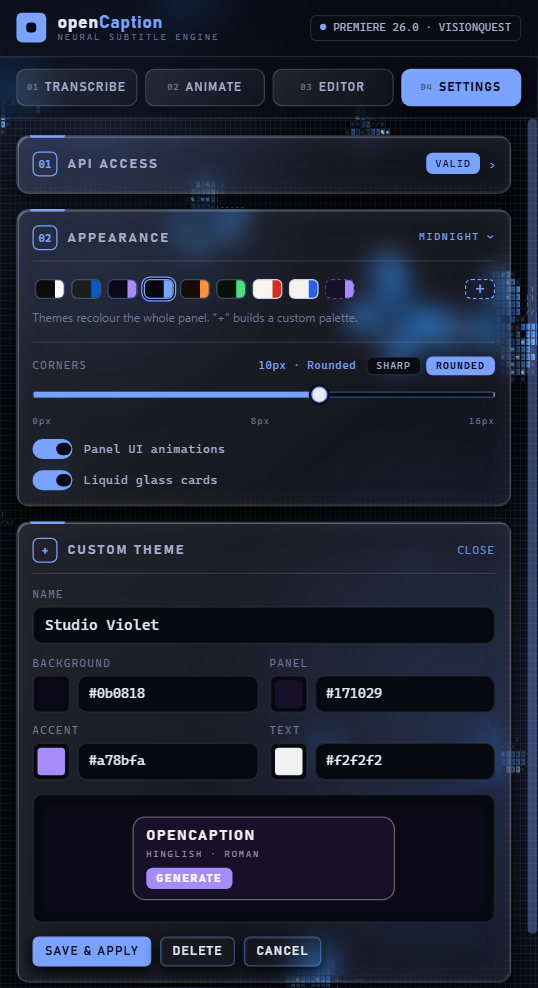 openCaption
NEURAL SUBTITLE ENGINE
PREMIERE 26.0 · VISIONQUEST
01 TRANSCRIBE
02 ANIMATE
03 EDITOR
04 SETTINGS
01 API ACCESS
VALID ›
02 APPEARANCE
MIDNIGHT
+
Themes recolour the whole panel. "+" builds a custom palette.
CORNERS
10px · Rounded
SHARP
ROUNDED
0px 8px 16px
Panel UI animations
Liquid glass cards
+ CUSTOM THEME
CLOSE
NAME
Studio Violet
BACKGROUND PANEL
#0b0818 #171029
ACCENT TEXT
#a78bfa #f2f2f2
OPENCAPTION
HINGLISH · ROMAN
GENERATE
SAVE & APPLY
DELETE
CANCEL